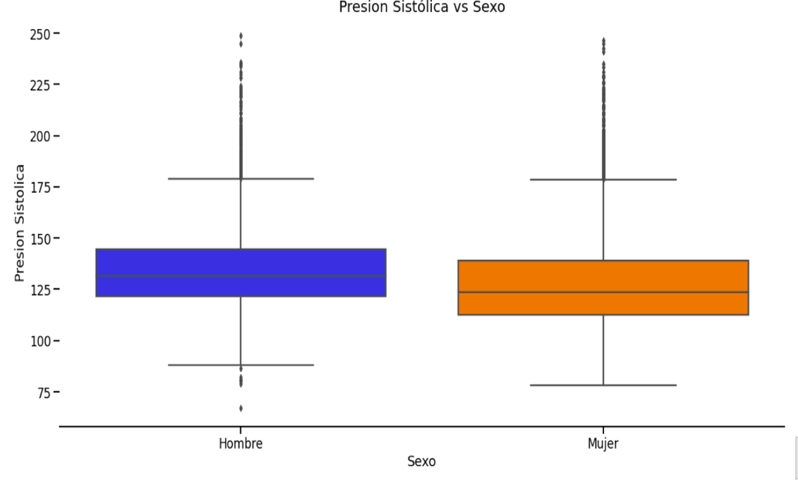 Presion Sistólica vs Sexo
250
225
200
175
150
125
100
75
Presion Sistolica
Hombre
Mujer
Sexo